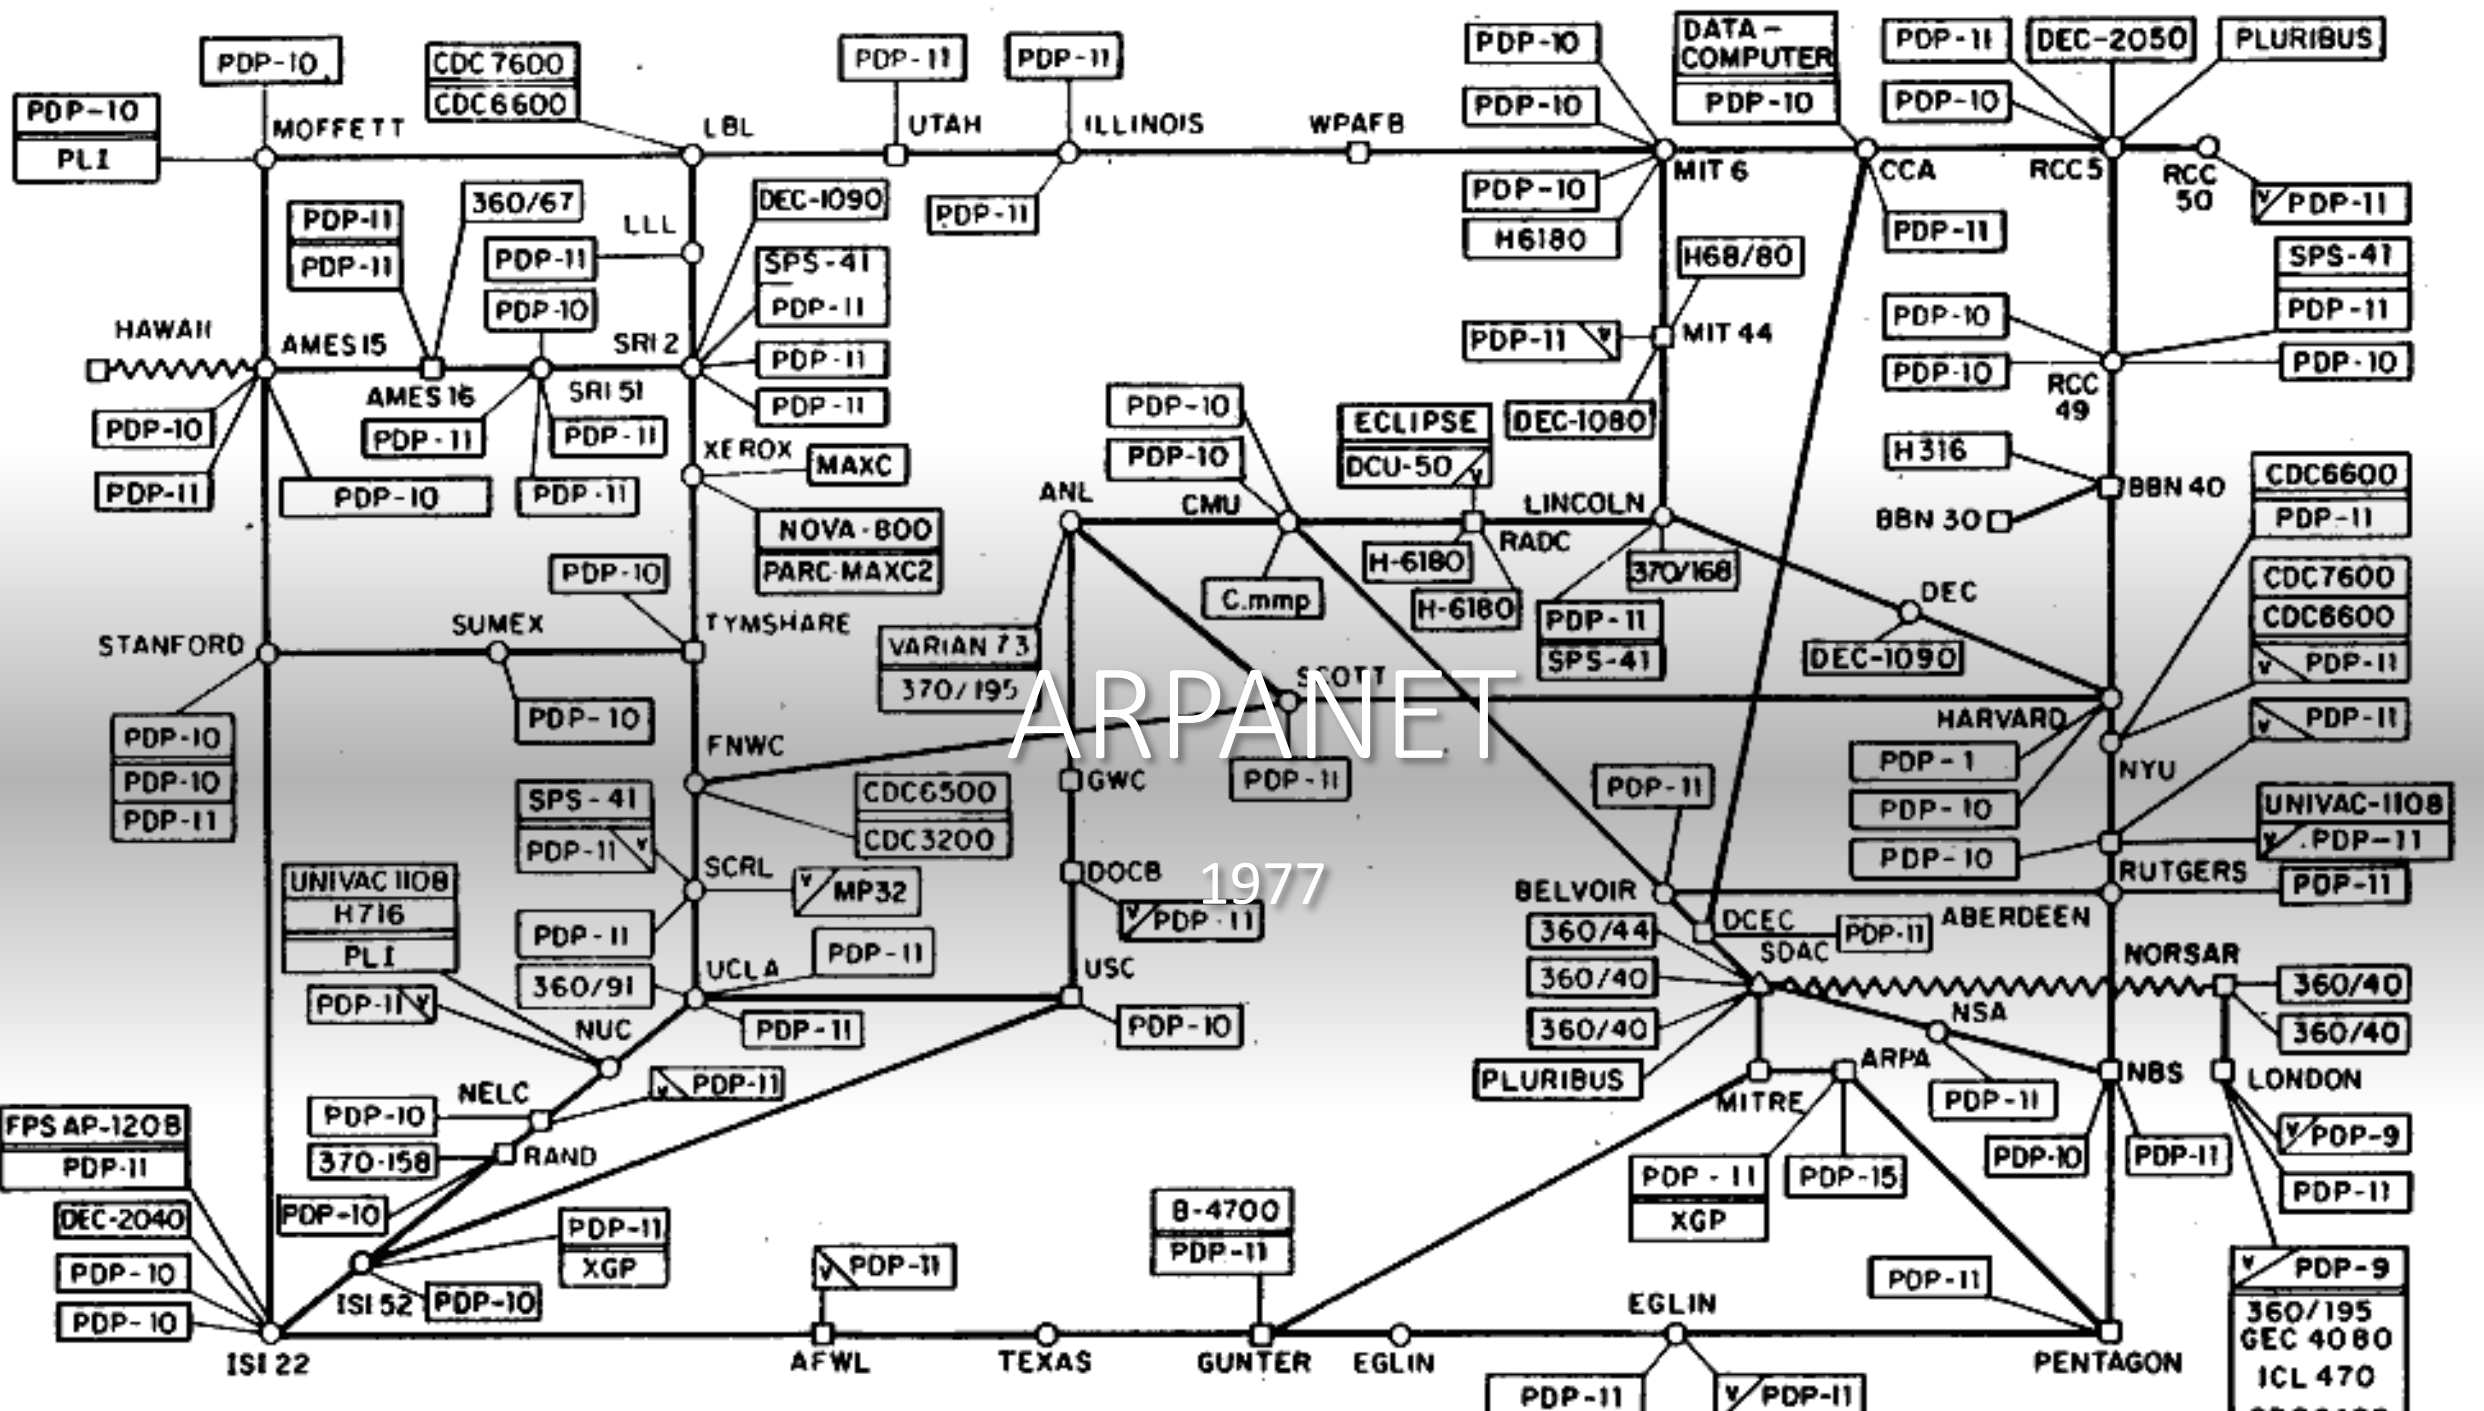 PDP-10
CDC 7600
CDC6600
PDP-11
PDP-11
PDP-10
DATA-
COMPUTER
PDP-10
PDP-11
DEC-2050
PLURIBUS
PDP-10
PLI
MOFFETT
LBL
UTAH
ILLINOIS
WPAFB
PDP-10
PDP-10
MIT 6
CCA
RCC5
RCC
50
PDP-10
H6180
PDP-11
PDP-11
PDP-11
PDP-11
PDP-11
360/67
LLL
PDP-11
PDP-10
DEC-1090
SPS-41
PDP-11
PDP-11
PDP-11
H68/80
SPS-41
PDP-11
HAWAII
AMES15
AMES16
SRI 51
SRI 2
PDP-11
MIT 44
PDP-10
PDP-10
RCC
49
PDP-10
PDP-10
PDP-11
PDP-10
PDP-11
PDP-11
PDP-11
XEROX
MAXC
NOVA-800
PARC-MAXC2
PDP-10
PDP-10
ECLIPSE
DCU-50
DEC-1080
ANL
CMU
RADC
LINCOLN
H316
BBN 40
BBN 30
CDC6600
PDP-11
STANFORD
SUMEX
PDP-10
TYMSHARE
C.mmp
H-6180
H-6180
370/168
PDP-11
SPS-41
DEC
DEC-1090
CDC7600
CDC6600
PDP-11
VARIAN 73
370/195
SCOTT
ARPANET
PDP-10
PDP-10
PDP-11
PDP-10
FNWC
CDC6500
CDC3200
GWC
PDP-11
HARVARD
PDP-11
PDP-1
PDP-10
PDP-10
NYU
UNIVAC-1108
PDP-11
SPS-41
PDP-11
SCRL
MP32
DOCB
PDP-11
1977
PDP-11
BELVOIR
RUTGERS
PDP-11
UNIVAC 1108
H716
PLI
PDP-11
PDP-11
360/91
UCLA
PDP-11
PDP-11
USC
PDP-10
360/44
360/40
360/40
PLURIBUS
DCEC
PDP-11
SDAC
ABERDEEN
NORSAR
360/40
360/40
NUC
NELC
PDP-11
PDP-10
370-158
RAND
PDP-10
NSA
PDP-11
MITRE
ARPA
NBS
LONDON
PDP-10
PDP-11
PDP-9
PDP-11
FPS AP-120B
PDP-11
DEC-2040
PDP-10
PDP-10
PDP-11
XGP
ISI 52
PDP-10
PDP-11
B-4700
PDP-11
PDP-11
XGP
PDP-15
PDP-11
PDP-9
360/195
GEC 4080
ICL 470
ISI 22
AFWL
TEXAS
GUNTER
EGLIN
EGLIN
PENTAGON
PDP-11
PDP-11